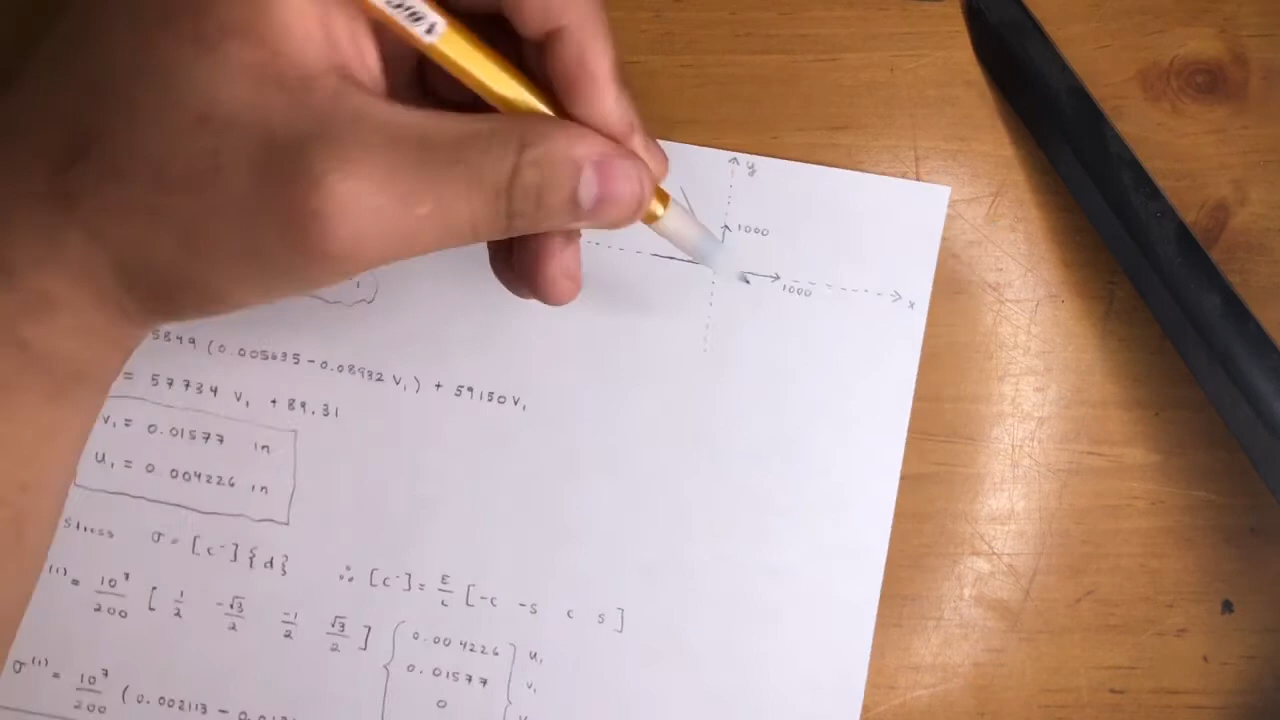 y
1000
1000
x
5849 (0.005635 - 0.08932 V₁) + 59150 V₁
= 57734 V₁ + 89.31
V₁ = 0.01577 in
U₁ = 0.004226 in
Stress σ = [c⁻] {d} ∴ [c⁻] = E/L [-c -s c s]
⁽¹⁾ = 10⁷/200 [ 1/2 -√3/2 -1/2 √3/2 ] { 0.004226 } u₁
0.01577 v₁
0
σ⁽¹⁾ = 10⁷/200 (0.002113 -